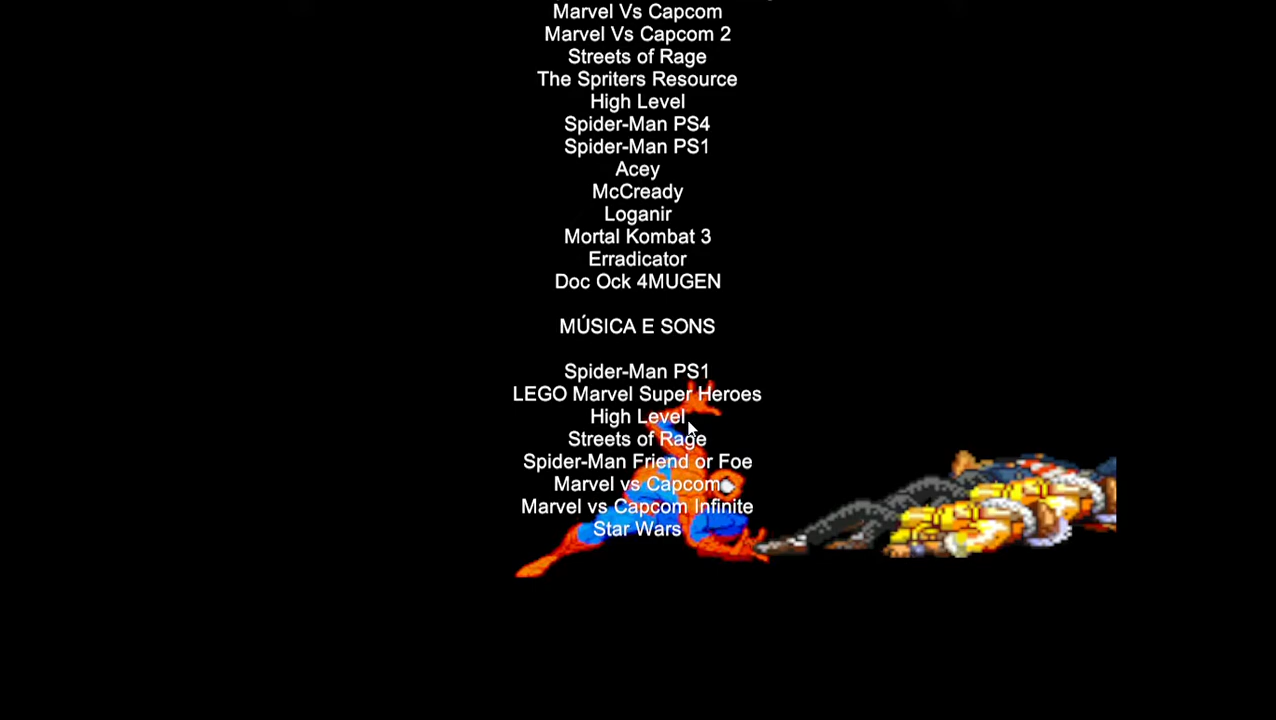 Marvel Vs Capcom
Marvel Vs Capcom 2
Streets of Rage
The Spriters Resource
High Level
Spider-Man PS4
Spider-Man PS1
Acey
McCready
Loganir
Mortal Kombat 3
Erradicator
Doc Ock 4MUGEN
MÚSICA E SONS
Spider-Man PS1
LEGO Marvel Super Heroes
High Level
Streets of Rage
Spider-Man Friend or Foe
Marvel vs Capcom
Marvel vs Capcom Infinite
Star Wars